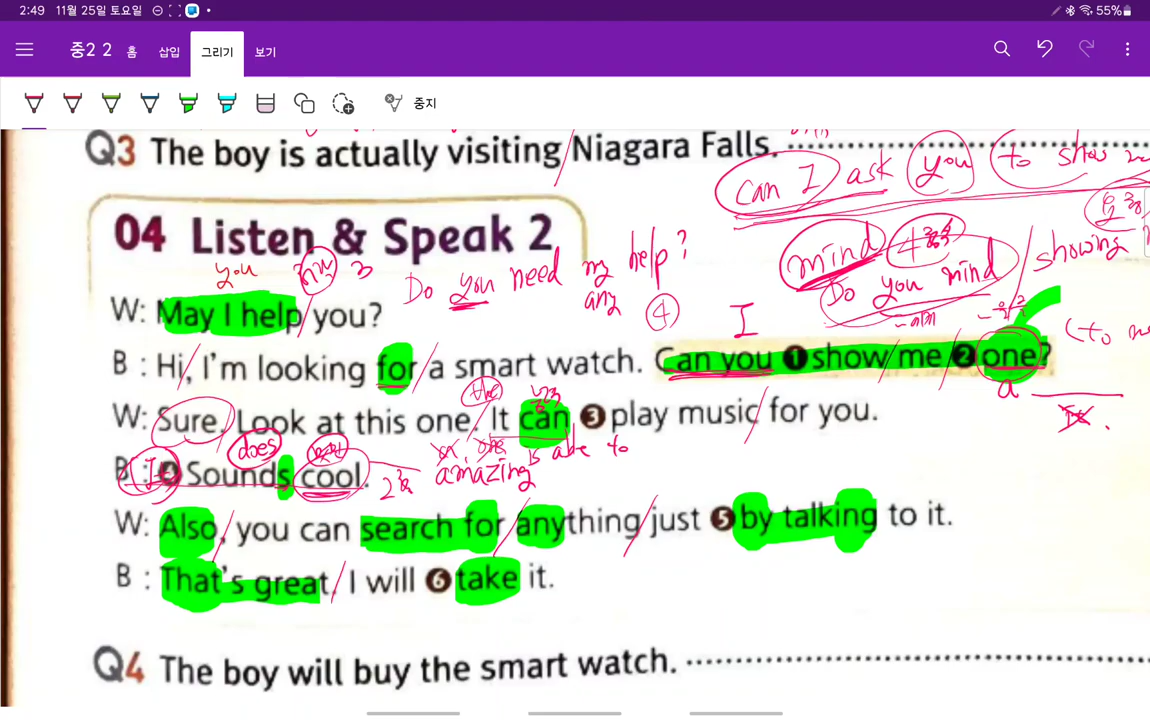 2:49 11월 25일 토요일 55%
중2 2 홈 삽입 그리기 보기
중지
Q3 The boy is actually visiting Niagara Falls.
can I ask you to show
04 Listen & Speak 2
mind 4
showing
you
Do you need my help?
any
④
Do you mind
I
W: May I help you?
B : Hi, I'm looking for a smart watch. Can you ❶ show me ❷ one?
(to
a
the
W: Sure. Look at this one. It can ❸ play music for you.
does
is able to
B : ❹ Sounds cool.
It
amazing
W: Also, you can search for anything just ❺ by talking to it.
B : That's great. I will ❻ take it.
Q4 The boy will buy the smart watch.